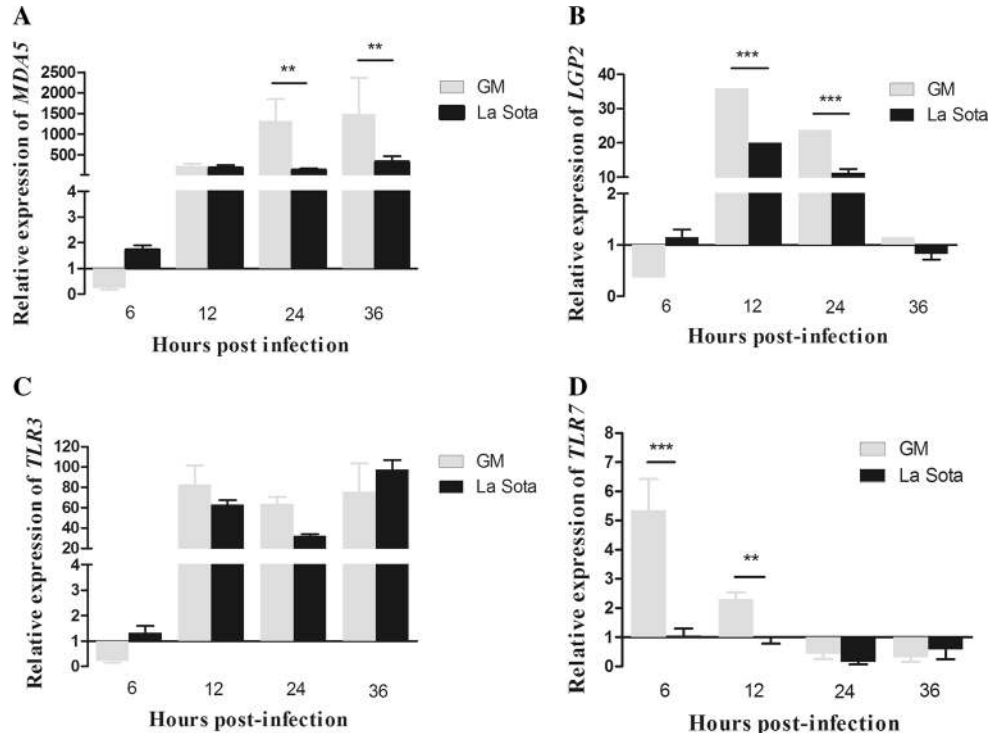 A
Relative expression of MDA5
2500
2000
1500
1000
500
4
3
2
1
0
**
**
GM
La Sota
6 12 24 36
Hours post infection
B
Relative expression of LGP2
40
30
20
10
2
1
0
***
***
GM
La Sota
6 12 24 36
Hours post-infection
C
Relative expression of TLR3
120
100
80
60
40
20
4
3
2
1
0
GM
La Sota
6 12 24 36
Hours post-infection
D
Relative expression of TLR7
8
7
6
5
4
3
2
1
0
***
**
GM
La Sota
6 12 24 36
Hours post-infection